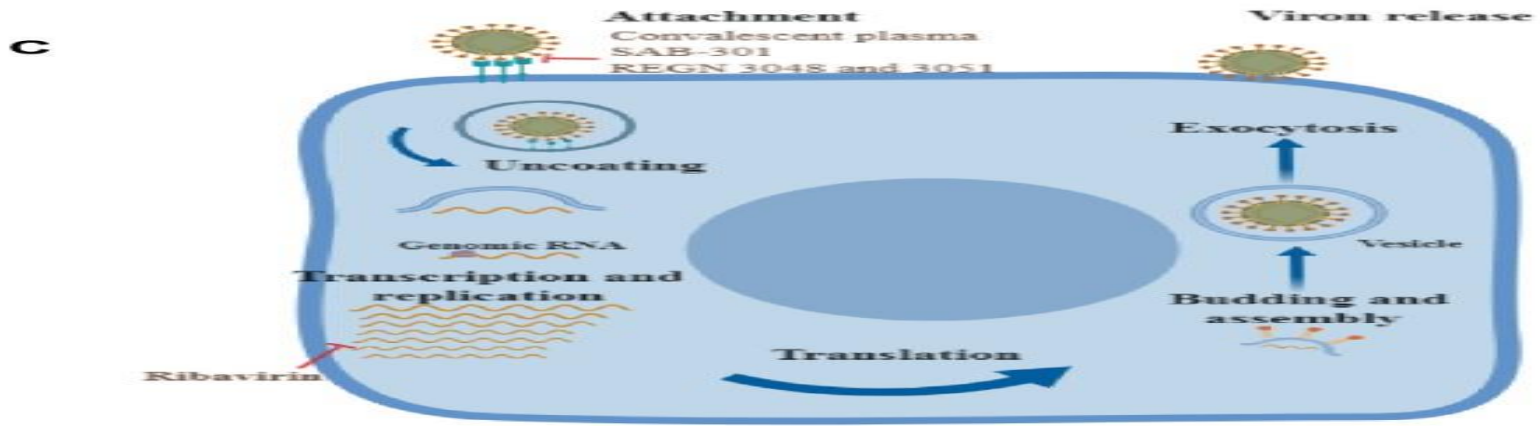 C
Attachment
Convalescent plasma
SAB-301
REGN 3048 and 3051
Viron release
Uncoating
Genomic RNA
Transcription and
replication
Ribavirin
Translation
Exocytosis
Vesicle
Budding and
assembly